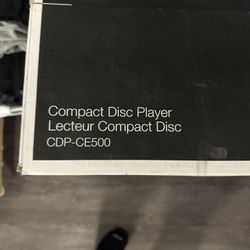 Compact Disc Player
Lecteur Compact Disc
CDP-CE500